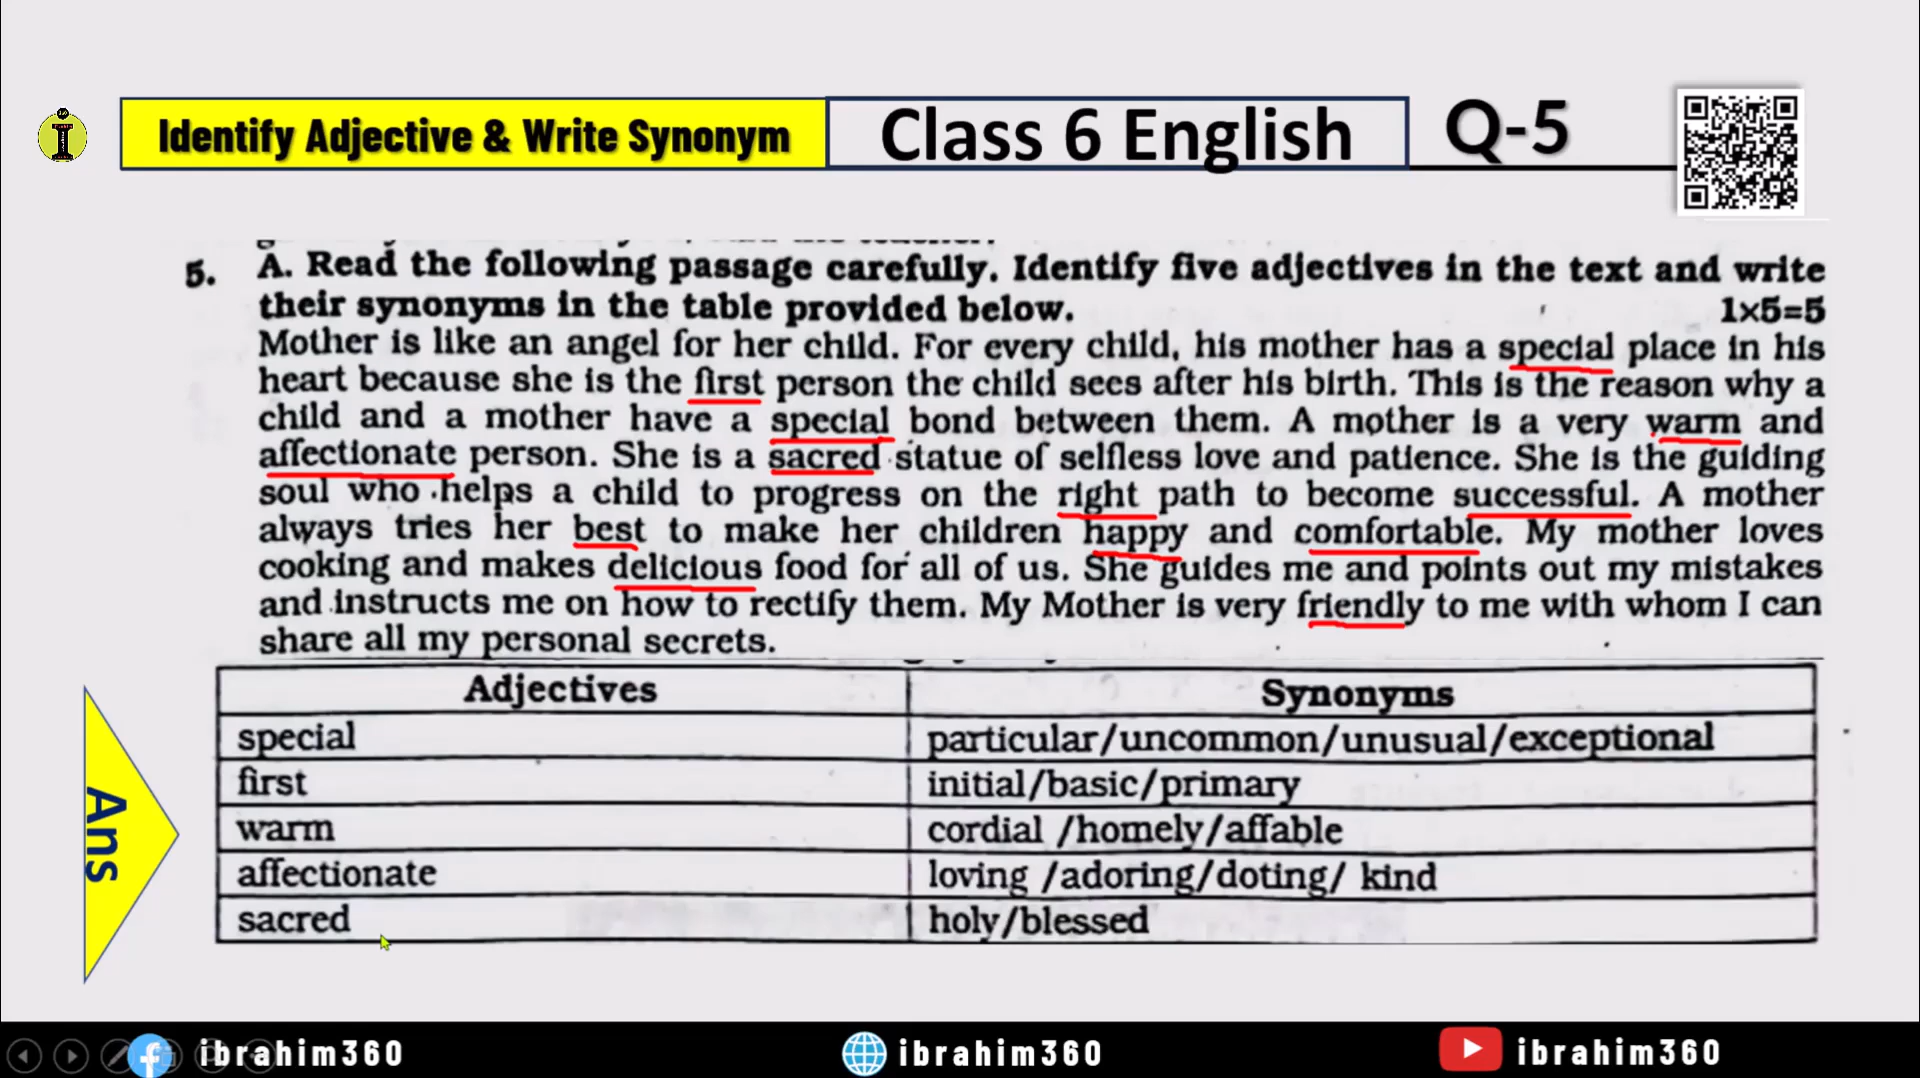 Identify Adjective & Write Synonym
Class 6 English
Q-5
5. A. Read the following passage carefully. Identify five adjectives in the text and write
their synonyms in the table provided below. 1×5=5
Mother is like an angel for her child. For every child, his mother has a special place in his
heart because she is the first person the child sees after his birth. This is the reason why a
child and a mother have a special bond between them. A mother is a very warm and
affectionate person. She is a sacred statue of selfless love and patience. She is the guiding
soul who helps a child to progress on the right path to become successful. A mother
always tries her best to make her children happy and comfortable. My mother loves
cooking and makes delicious food for all of us. She guides me and points out my mistakes
and instructs me on how to rectify them. My Mother is very friendly to me with whom I can
share all my personal secrets.
Adjectives Synonyms
special particular/uncommon/unusual/exceptional
first initial/basic/primary
warm cordial /homely/affable
affectionate loving /adoring/doting/ kind
sacred holy/blessed
Ans
ibrahim360 ibrahim360 ibrahim360